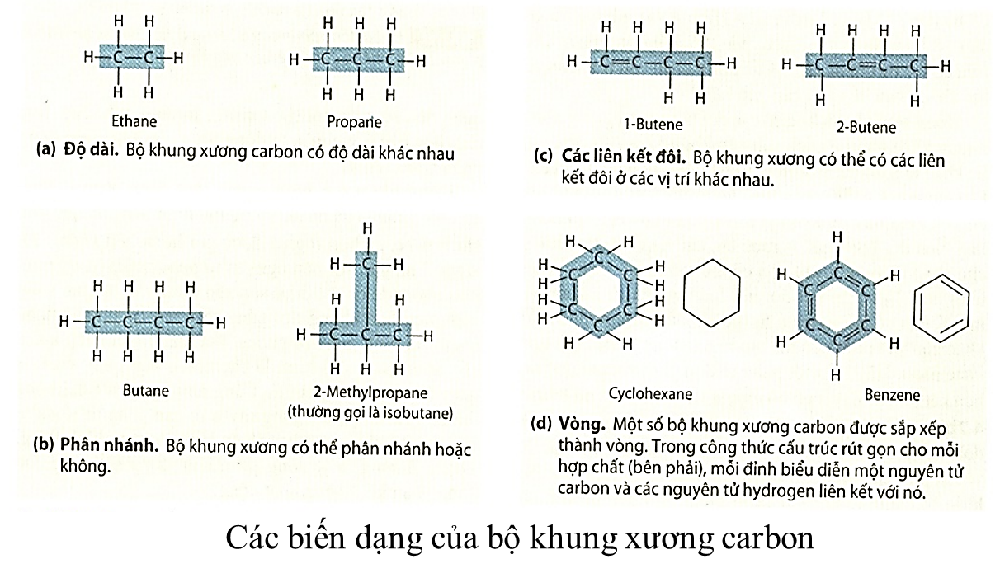 H H
H–C–C–H
H H
Ethane
H H H
H–C–C–C–H
H H H
Propane
(a) Độ dài. Bộ khung xương carbon có độ dài khác nhau
H H H H
H–C=C–C–C–H
H H
1-Butene
H H H H
H–C–C=C–C–H
H H
2-Butene
(c) Các liên kết đôi. Bộ khung xương có thể có các liên
kết đôi ở các vị trí khác nhau.
H H H H
H–C–C–C–C–H
H H H H
Butane
H
H–C–H
H H
H–C–C–C–H
H H H
2-Methylpropane
(thường gọi là isobutane)
(b) Phân nhánh. Bộ khung xương có thể phân nhánh hoặc
không.
H H
H C H
H C C H
H C C H
H C H
H H
Cyclohexane
H
H C H
C C
C C
H C H
H
Benzene
(d) Vòng. Một số bộ khung xương carbon được sắp xếp
thành vòng. Trong công thức cấu trúc rút gọn cho mỗi
hợp chất (bên phải), mỗi đỉnh biểu diễn một nguyên tử
carbon và các nguyên tử hydrogen liên kết với nó.
Các biến dạng của bộ khung xương carbon